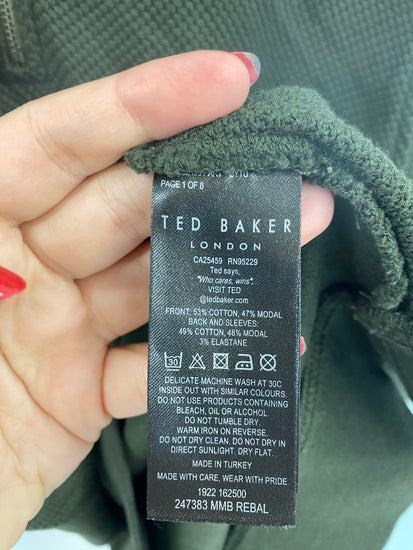 PAGE 1 OF 8
TED BAKER
LONDON
CA25459 RN95229
Ted says,
"Who cares, wins".
VISIT TED
@tedbaker.com
FRONT: 53% COTTON, 47% MODAL
BACK AND SLEEVES:
49% COTTON, 48% MODAL
3% ELASTANE
30
DELICATE MACHINE WASH AT 30C
INSIDE OUT WITH SIMILAR COLOURS.
DO NOT USE PRODUCTS CONTAINING
BLEACH, OIL OR ALCOHOL.
DO NOT TUMBLE DRY.
WARM IRON ON REVERSE.
DO NOT DRY CLEAN. DO NOT DRY IN
DIRECT SUNLIGHT. DRY FLAT.
MADE IN TURKEY
MADE WITH CARE, WEAR WITH PRIDE
1922 162500
247383 MMB REBAL